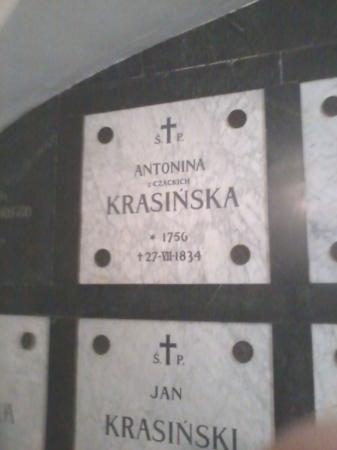 Ś. † P.
ANTONINA
z CZACKICH
KRASIŃSKA
* 1756
† 27-VII-1834
Ś. † P.
JAN
KRASIŃSKI